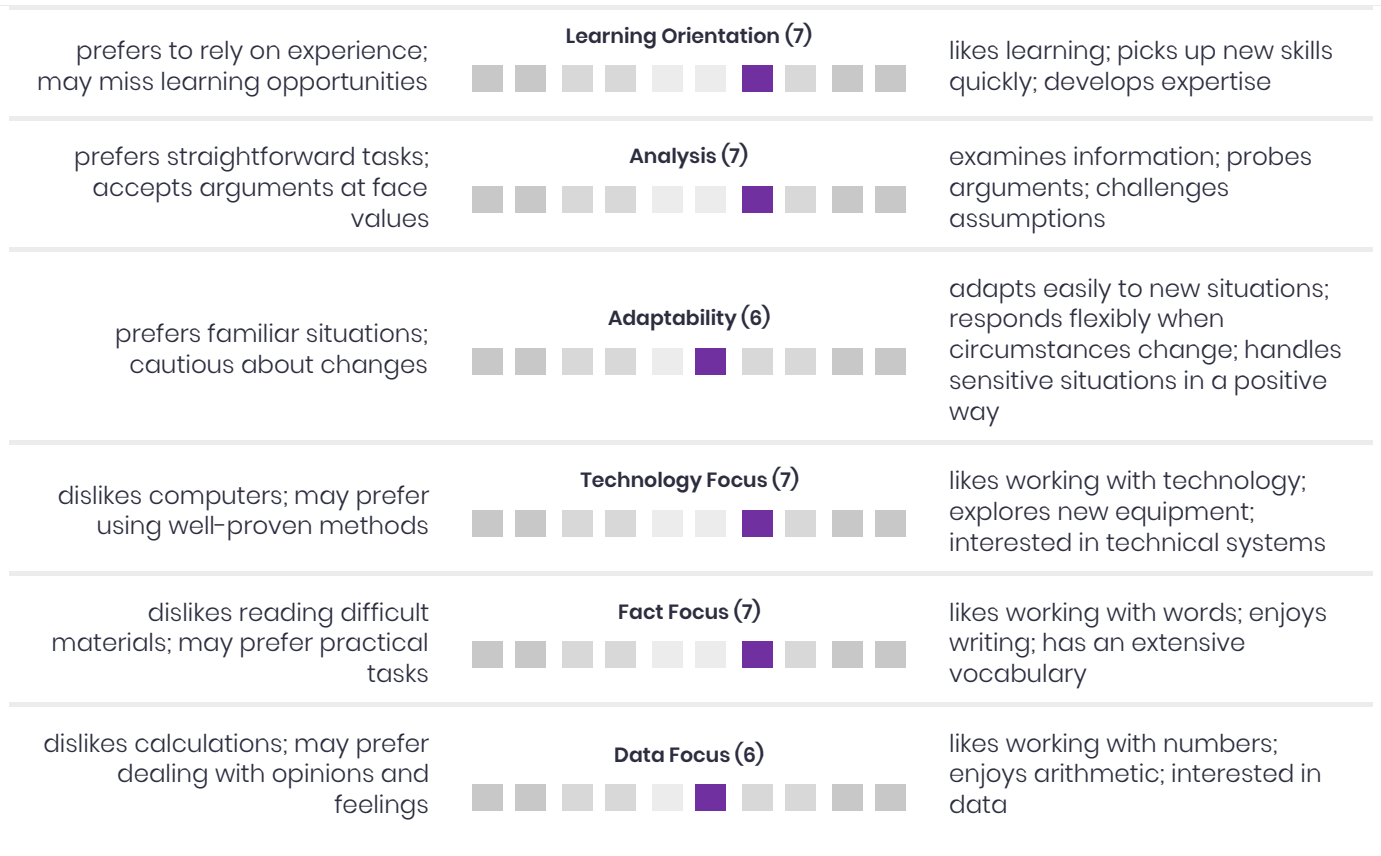 prefers to rely on experience;
may miss learning opportunities
Learning Orientation (7)
likes learning; picks up new skills
quickly; develops expertise
prefers straightforward tasks;
accepts arguments at face
values
Analysis (7)
examines information; probes
arguments; challenges
assumptions
prefers familiar situations;
cautious about changes
Adaptability (6)
adapts easily to new situations;
responds flexibly when
circumstances change; handles
sensitive situations in a positive
way
dislikes computers; may prefer
using well-proven methods
Technology Focus (7)
likes working with technology;
explores new equipment;
interested in technical systems
dislikes reading difficult
materials; may prefer practical
tasks
Fact Focus (7)
likes working with words; enjoys
writing; has an extensive
vocabulary
dislikes calculations; may prefer
dealing with opinions and
feelings
Data Focus (6)
likes working with numbers;
enjoys arithmetic; interested in
data